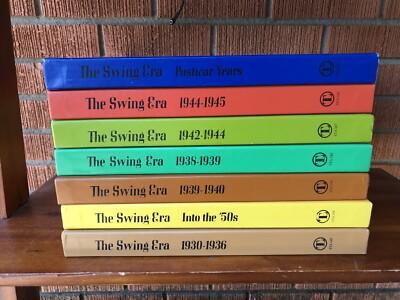 The Swing Era Postwar Years
The Swing Era 1944-1945
The Swing Era 1942-1944
The Swing Era 1938-1939
The Swing Era 1939-1940
The Swing Era Into the '50s
The Swing Era 1930-1936